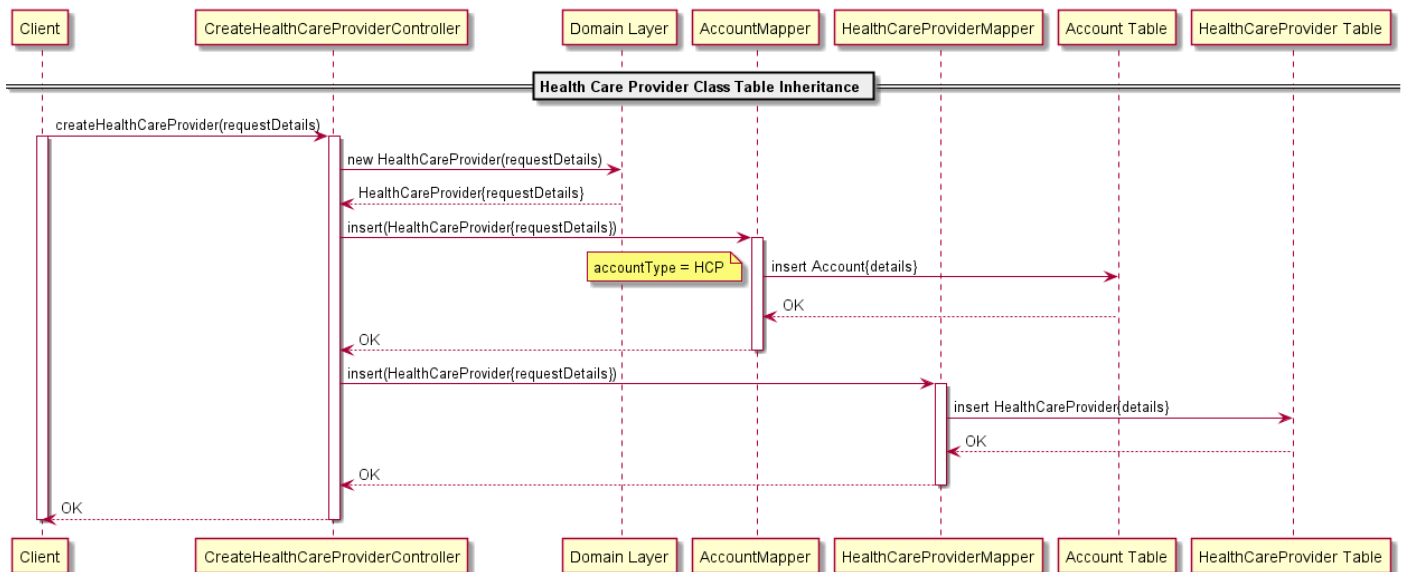 Client
CreateHealthCareProviderController
Domain Layer
AccountMapper
HealthCareProviderMapper
Account Table
HealthCareProvider Table
Health Care Provider Class Table Inheritance
createHealthCareProvider(requestDetails)
new HealthCareProvider(requestDetails)
HealthCareProvider{requestDetails}
insert(HealthCareProvider{requestDetails})
accountType = HCP
insert Account{details}
OK
OK
insert(HealthCareProvider{requestDetails})
insert HealthCareProvider{details}
OK
OK
OK
Client
CreateHealthCareProviderController
Domain Layer
AccountMapper
HealthCareProviderMapper
Account Table
HealthCareProvider Table